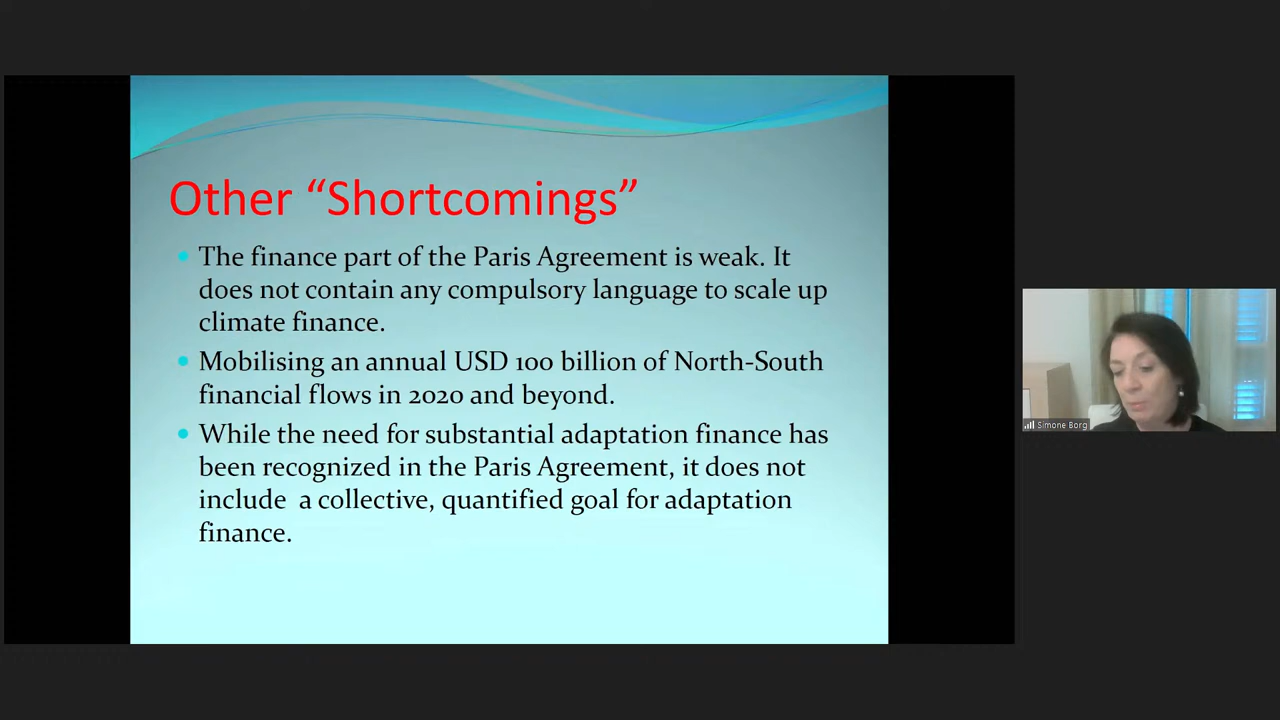 Other “Shortcomings”
• The finance part of the Paris Agreement is weak. It
does not contain any compulsory language to scale up
climate finance.
• Mobilising an annual USD 100 billion of North-South
financial flows in 2020 and beyond.
• While the need for substantial adaptation finance has
been recognized in the Paris Agreement, it does not
include  a collective, quantified goal for adaptation
finance.
Simone Borg